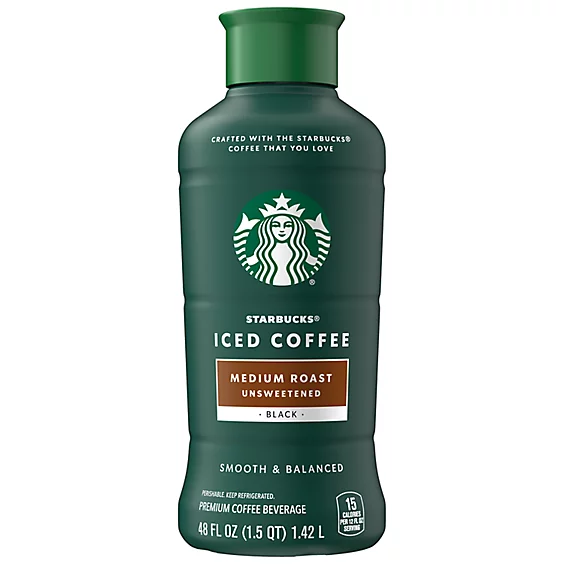 CRAFTED WITH THE STARBUCKS®
COFFEE THAT YOU LOVE
®
STARBUCKS®
ICED COFFEE
MEDIUM ROAST
UNSWEETENED
· BLACK ·
SMOOTH & BALANCED
PERISHABLE. KEEP REFRIGERATED.
PREMIUM COFFEE BEVERAGE
48 FL OZ (1.5 QT) 1.42 L
15
CALORIES
PER 12 FL OZ
SERVING